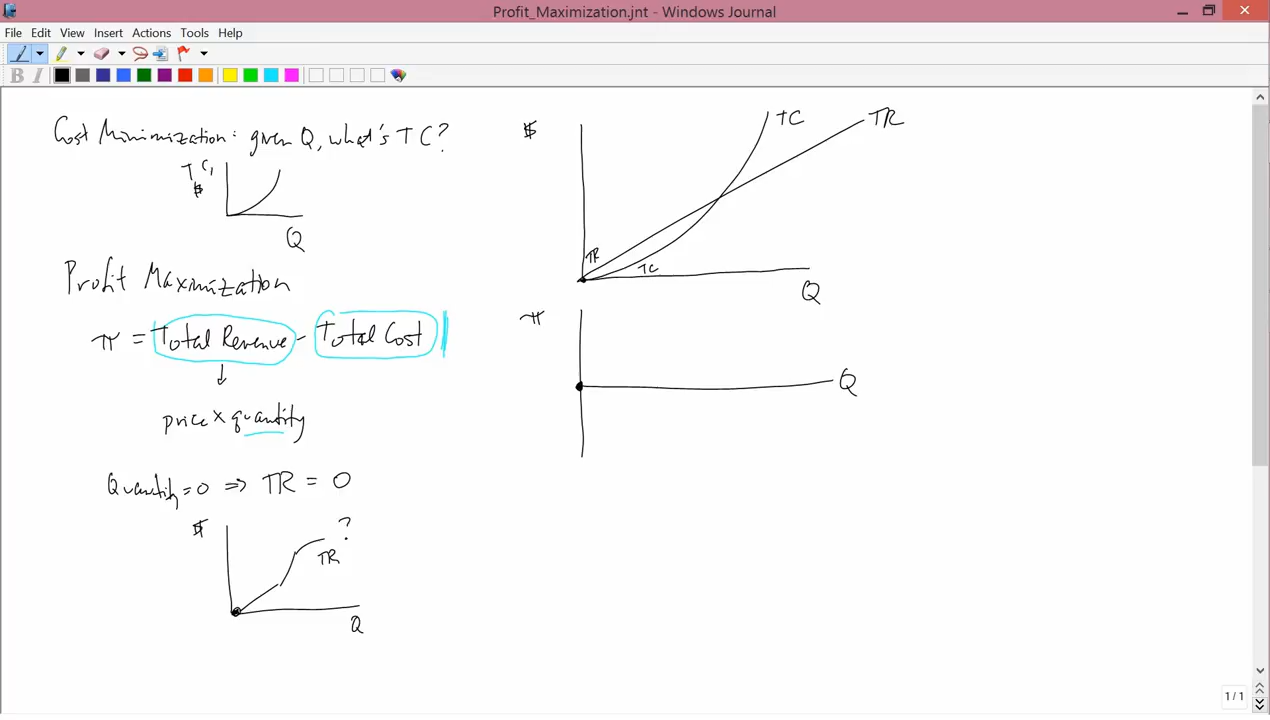 Profit_Maximization.jnt - Windows Journal
File Edit View Insert Actions Tools Help
B I
Cost Minimization: given Q, what's TC?
TC, $
Q
Profit Maximization
π = Total Revenue - Total Cost
price × quantity
Quantity = 0 ⇒ TR = 0
$
?
TR
Q
$
TC
TR
TR
TC
Q
π
Q
1 / 1